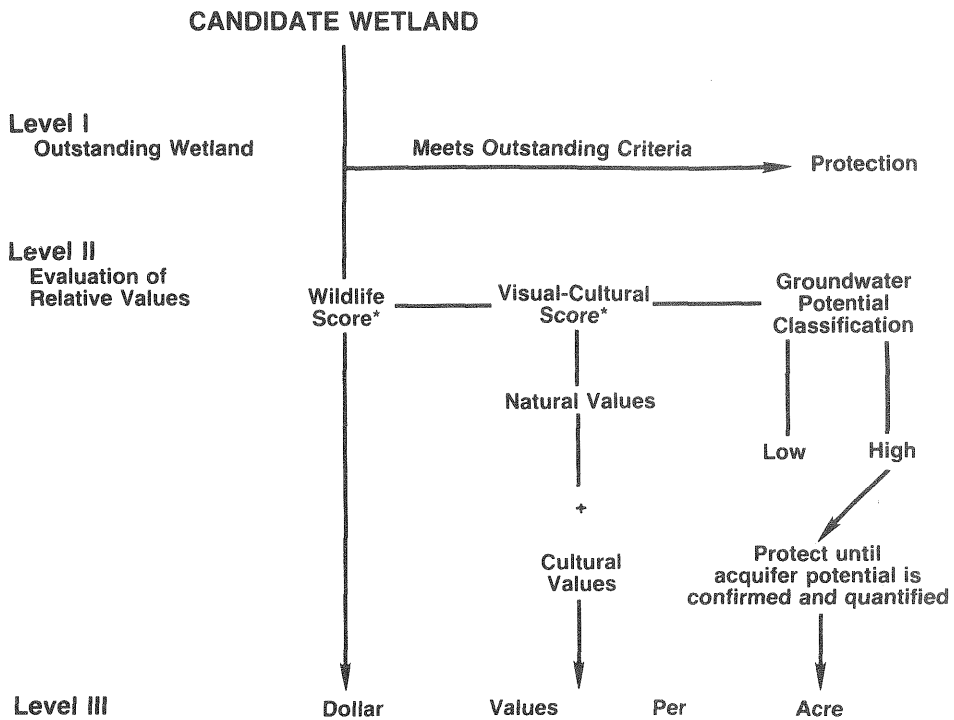 CANDIDATE WETLAND
Level I
Outstanding Wetland
Meets Outstanding Criteria
Protection
Level II
Evaluation of
Relative Values
Wildlife
Score*
Visual-Cultural
Score*
Groundwater
Potential
Classification
Natural Values
Low
High
+
Cultural
Values
Protect until
acquifer potential is
confirmed and quantified
Level III
Dollar Values Per Acre